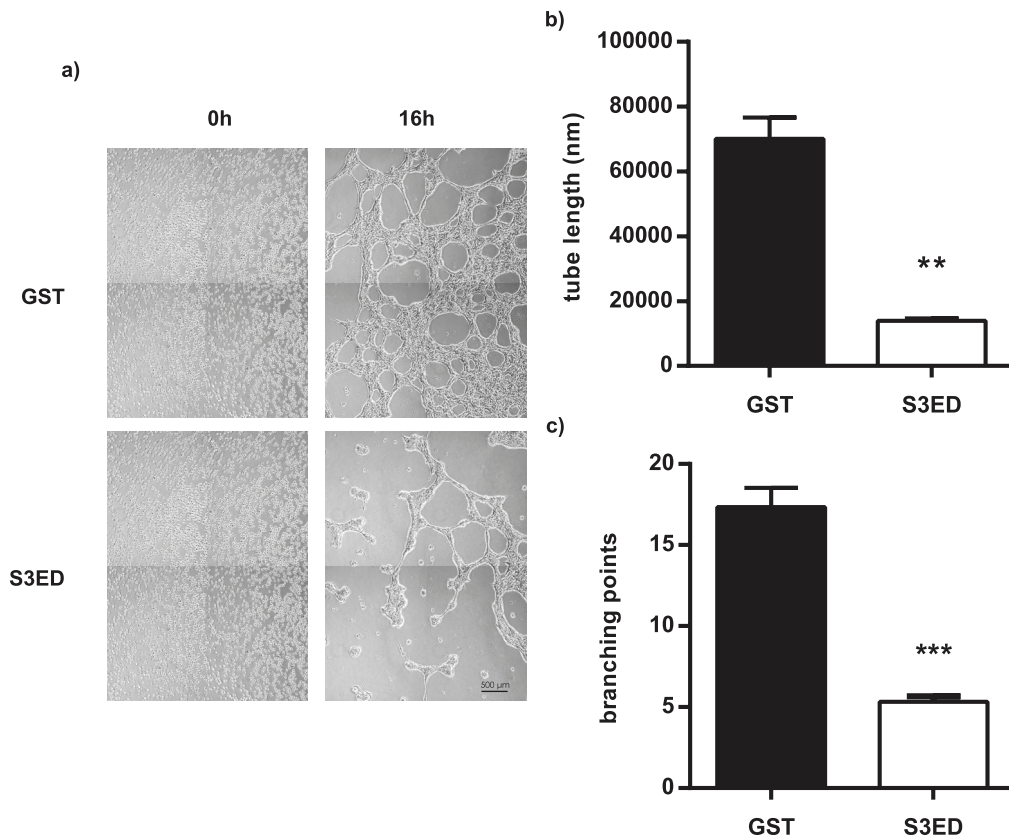 a)
0h 16h
GST
S3ED
500 µm
b)
tube length (nm)
100000
80000
60000
40000
20000
0
**
GST S3ED
c)
branching points
20
15
10
5
0
***
GST S3ED